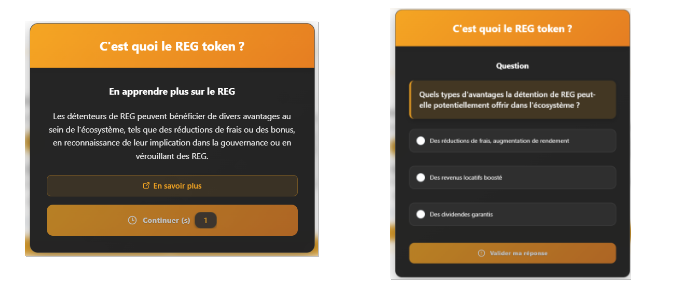 C'est quoi le REG token ?
En apprendre plus sur le REG
Les détenteurs de REG peuvent bénéficier de divers avantages au
sein de l'écosystème, tels que des réductions de frais ou des bonus,
en reconnaissance de leur implication dans la gouvernance ou en
vérouillant des REG.
En savoir plus
Continuer (s) 1
C'est quoi le REG token ?
Question
Quels types d'avantages la détention de REG peut-
elle potentiellement offrir dans l'écosystème ?
Des réductions de frais, augmentation de rendement
Des revenus locatifs boosté
Des dividendes garantis
Valider ma réponse